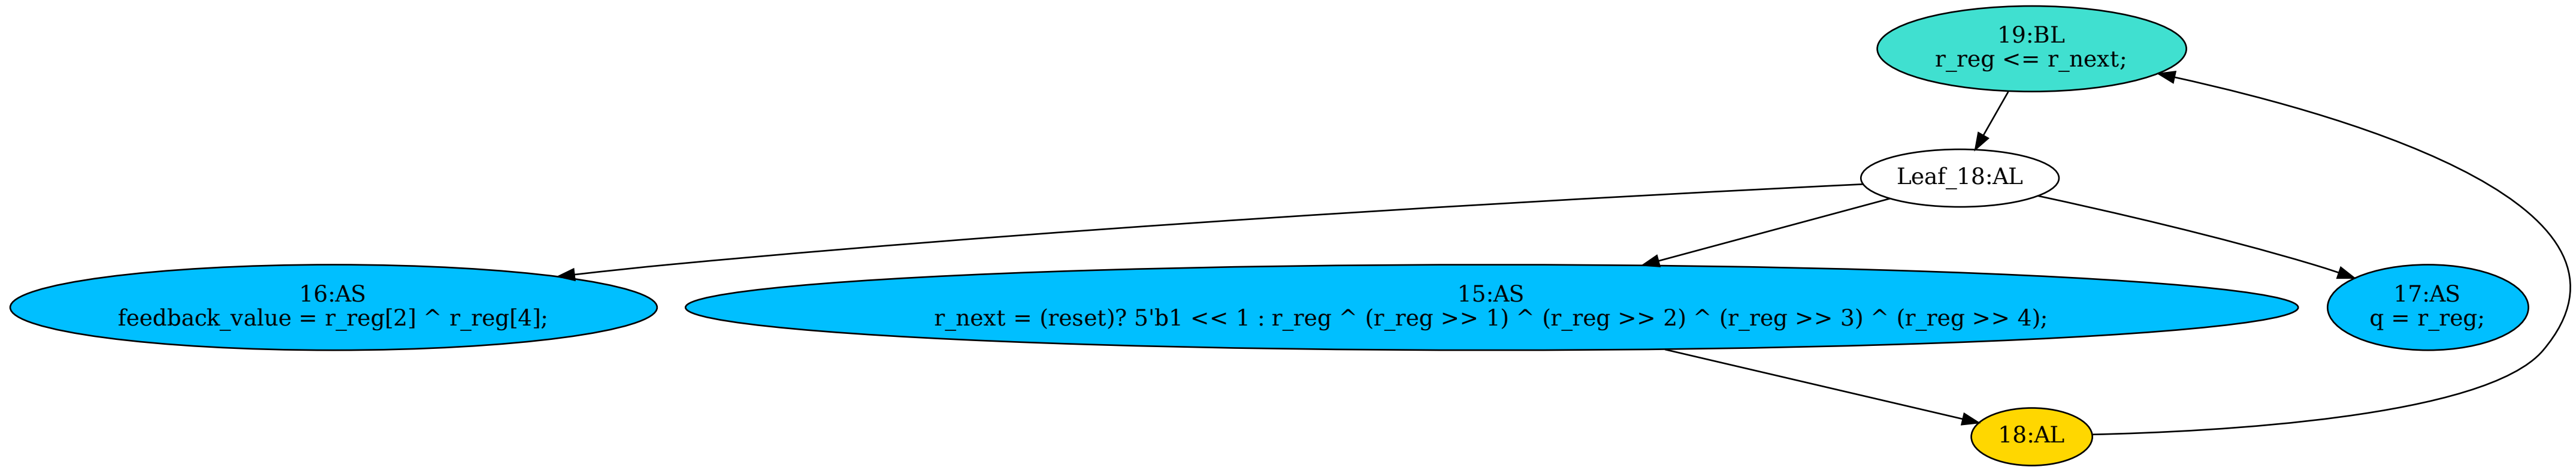 19:BL
r_reg <= r_next;
Leaf_18:AL
16:AS
feedback_value = r_reg[2] ^ r_reg[4];
15:AS
r_next = (reset)? 5'b1 << 1 : r_reg ^ (r_reg >> 1) ^ (r_reg >> 2) ^ (r_reg >> 3) ^ (r_reg >> 4);
17:AS
q = r_reg;
18:AL